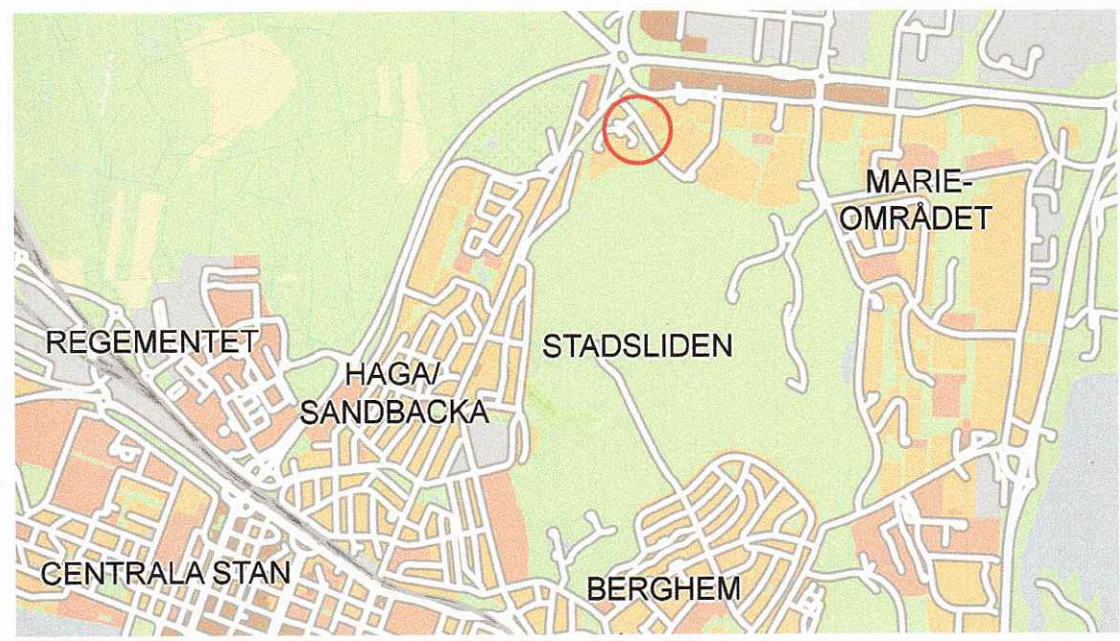 MARIE-
OMRÅDET
REGEMENTET
STADSLIDEN
HAGA/
SANDBACKA
CENTRALA STAN
BERGHEM